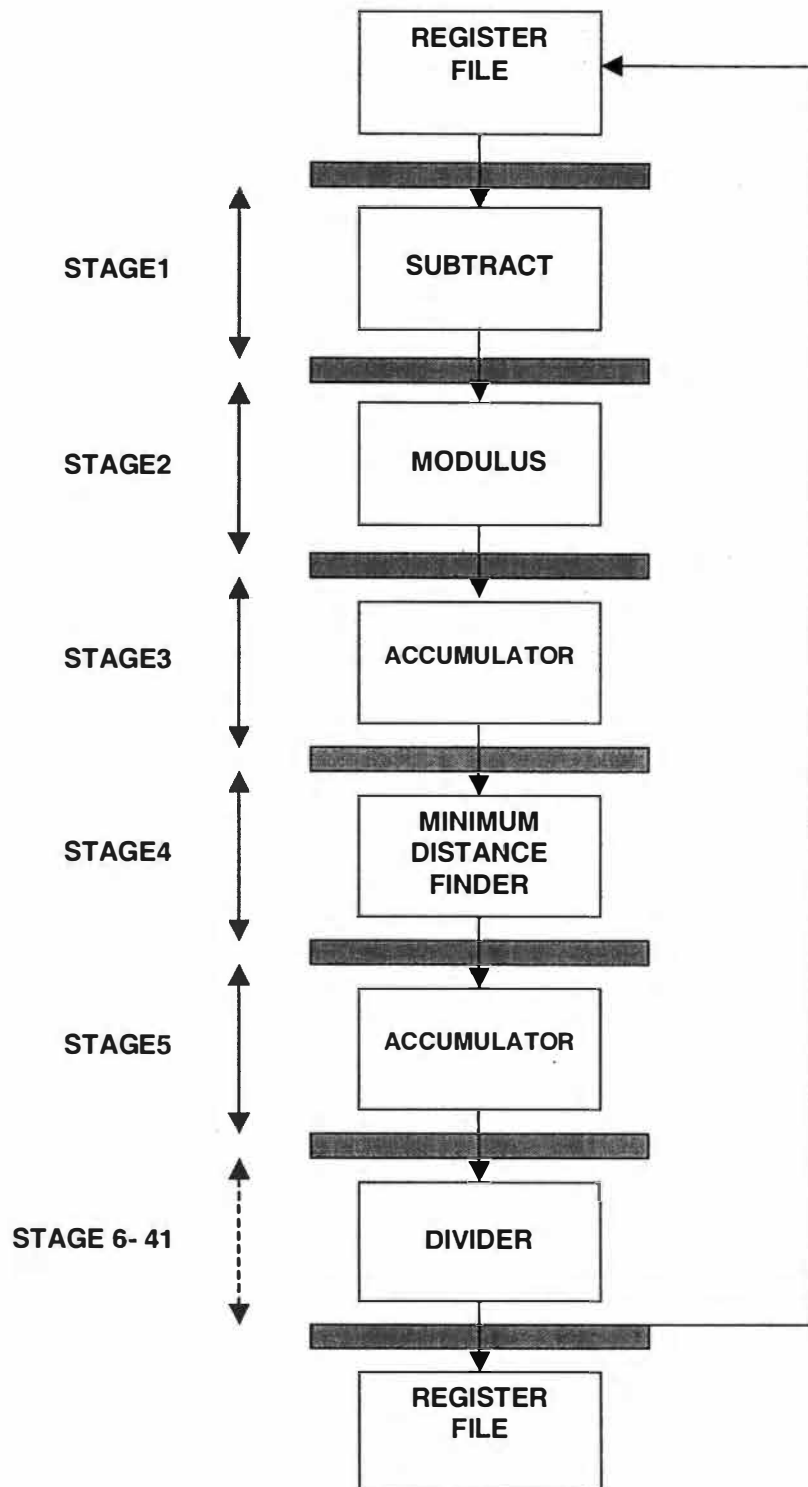 REGISTER
FILE
STAGE1
SUBTRACT
STAGE2
MODULUS
STAGE3
ACCUMULATOR
STAGE4
MINIMUM
DISTANCE
FINDER
STAGE5
ACCUMULATOR
STAGE 6- 41
DIVIDER
REGISTER
FILE